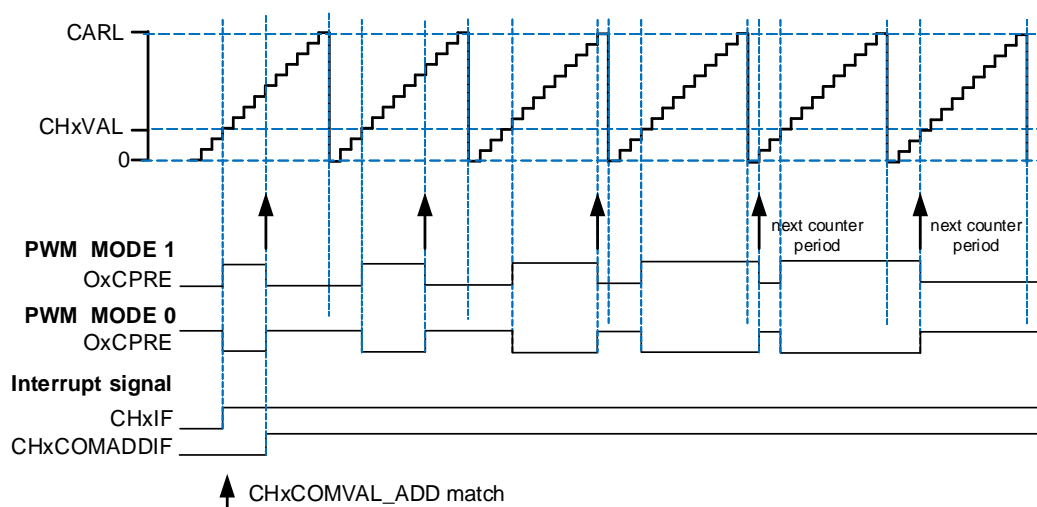 CARL
CHxVAL
0
next counter period
next counter period
PWM MODE 1
OxCPRE
PWM MODE 0
OxCPRE
Interrupt signal
CHxIF
CHxCOMADDIF
CHxCOMVAL_ADD match